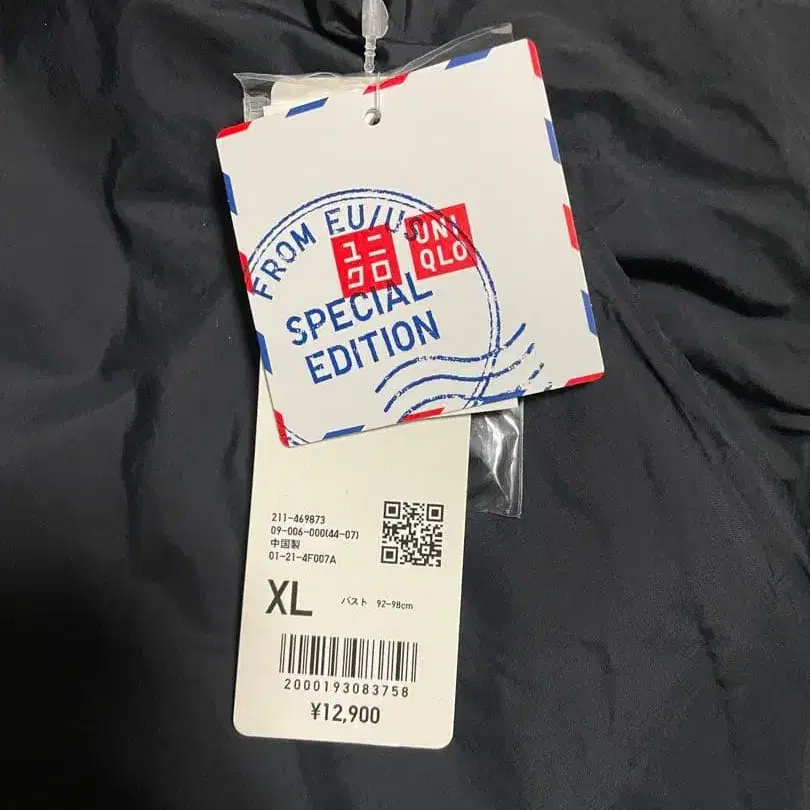 FROM EU/US
ユニ
クロ
UNI
QLO
SPECIAL
EDITION
211-469873
09-006-000(44-07)
中国製
01-21-4F007A
XL バスト 92-98cm
2000193083758
¥12,900